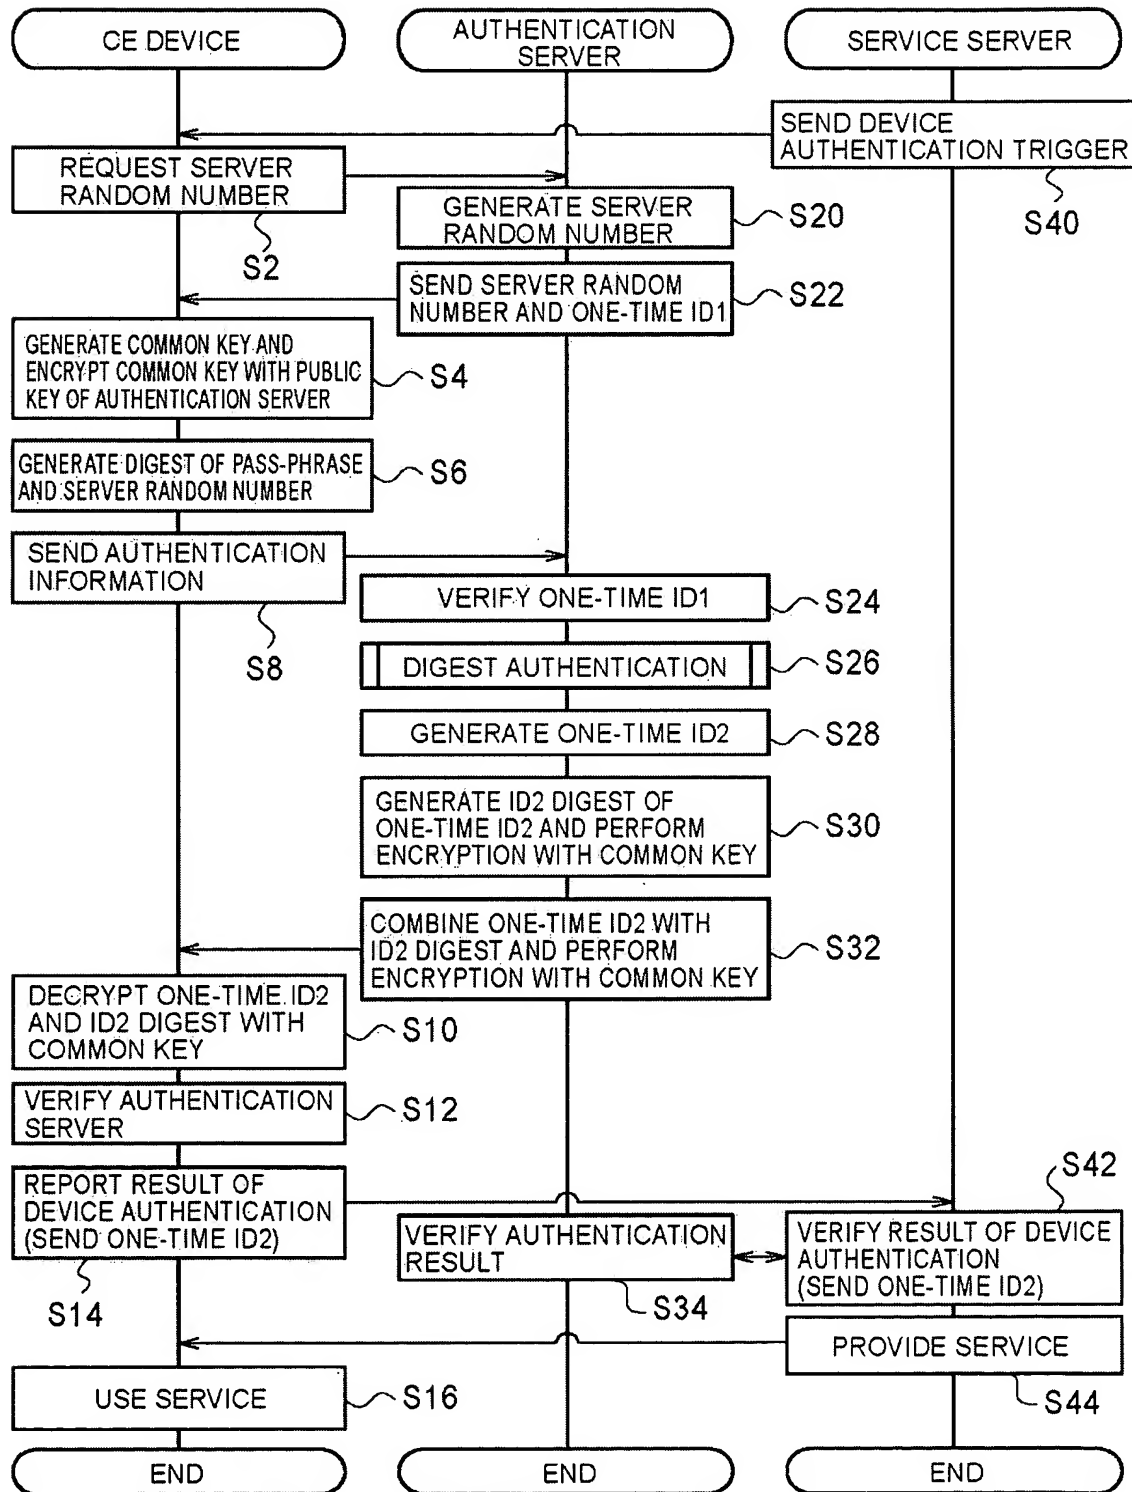 CE DEVICE
AUTHENTICATION
SERVER
SERVICE SERVER
SEND DEVICE
AUTHENTICATION TRIGGER
S40
REQUEST SERVER
RANDOM NUMBER
S2
GENERATE SERVER
RANDOM NUMBER
S20
SEND SERVER RANDOM
NUMBER AND ONE-TIME ID1
S22
GENERATE COMMON KEY AND
ENCRYPT COMMON KEY WITH PUBLIC
KEY OF AUTHENTICATION SERVER
S4
GENERATE DIGEST OF PASS-PHRASE
AND SERVER RANDOM NUMBER
S6
SEND AUTHENTICATION
INFORMATION
S8
VERIFY ONE-TIME ID1
S24
DIGEST AUTHENTICATION
S26
GENERATE ONE-TIME ID2
S28
GENERATE ID2 DIGEST OF
ONE-TIME ID2 AND PERFORM
ENCRYPTION WITH COMMON KEY
S30
COMBINE ONE-TIME ID2 WITH
ID2 DIGEST AND PERFORM
ENCRYPTION WITH COMMON KEY
S32
DECRYPT ONE-TIME ID2
AND ID2 DIGEST WITH
COMMON KEY
S10
VERIFY AUTHENTICATION
SERVER
S12
REPORT RESULT OF
DEVICE AUTHENTICATION
(SEND ONE-TIME ID2)
S14
VERIFY AUTHENTICATION
RESULT
S34
S42
VERIFY RESULT OF DEVICE
AUTHENTICATION
(SEND ONE-TIME ID2)
PROVIDE SERVICE
S44
USE SERVICE
S16
END
END
END